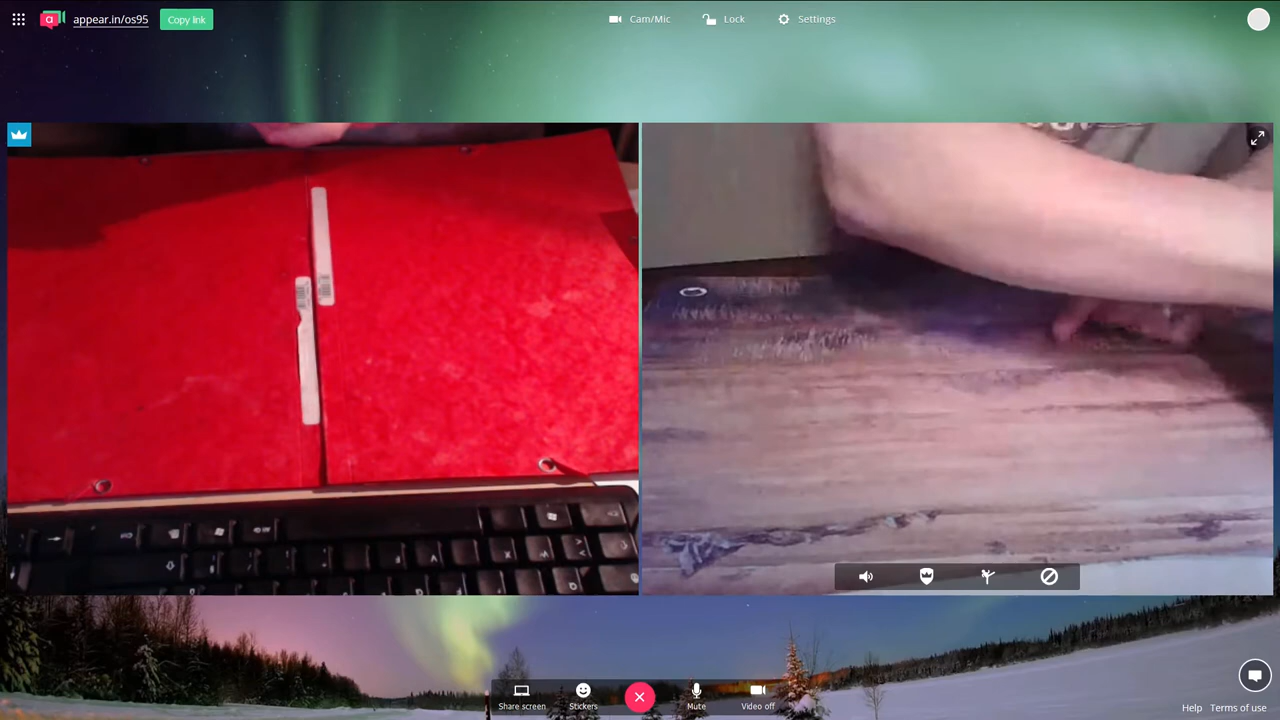 appear.in/os95
Copy link
Cam/Mic
Lock
Settings
Share screen
Stickers
Mute
Video off
Help
Terms of use